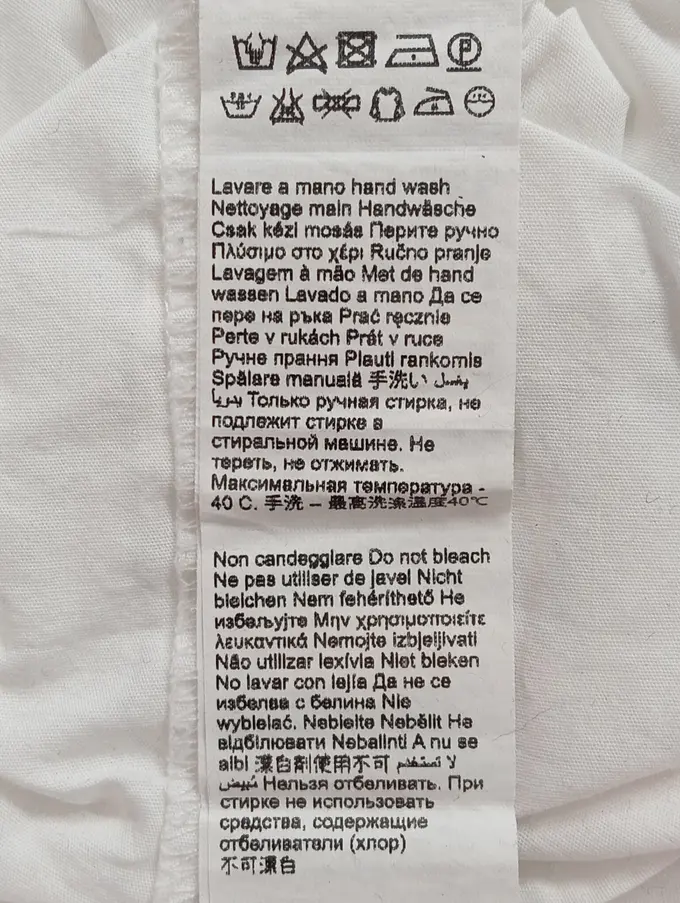 P
Lavare a mano hand wash
Nettoyage main Handwäsche
Csak kézi mosás Перите ручно
Πλύσιμο στο χέρι Ručno pranje
Lavagem à mão Met de hand
wassen Lavado a mano Да се
пере на ръка Prać ręcznie
Perte v rukách Prát v ruce
Ручне прання Plauti rankomis
Spălare manuală 手洗い يغسل
يدويا Только ручная стирка, не
подлежит стирке в
стиральной машине. Не
тереть, не отжимать.
Максимальная температура -
40 C. 手洗 – 最高洗涤温度40℃
Non candeggiare Do not bleach
Ne pas utiliser de javel Nicht
bleichen Nem fehéríthető Не
избељујте Μην χρησιμοποιείτε
λευκαντικά Nemojte izbjeljivati
Não utilizar lexívia Niet bleken
No lavar con lejía Да не се
избелва с белина Nie
wybielać. Nebielte Nebělit Не
відбілювати Nebalinti A nu se
albi 漂白剤使用不可 لا تستخدم
مُبيض Нельзя отбеливать. При
стирке не использовать
средства, содержащие
отбеливатели (хлор)
不可漂白